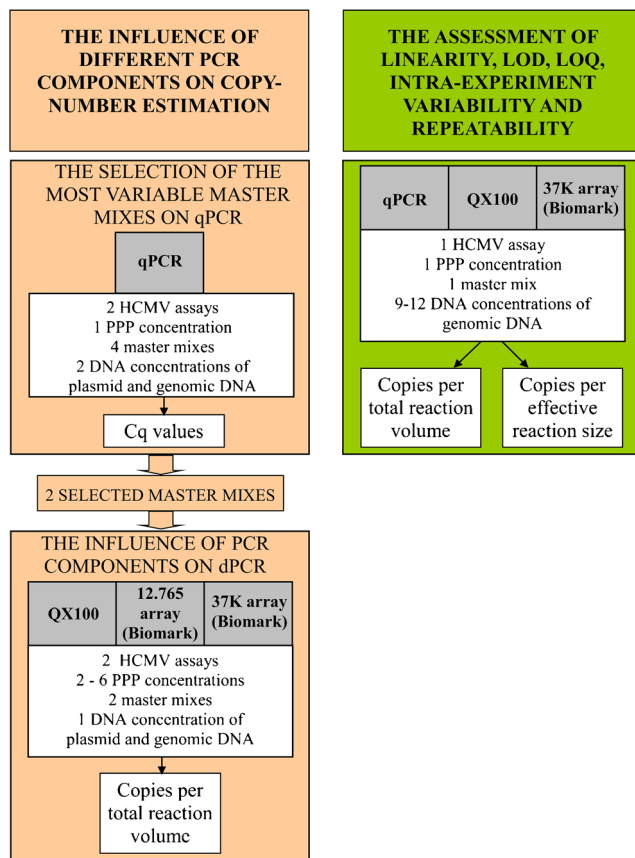 THE INFLUENCE OF
DIFFERENT PCR
COMPONENTS ON COPY-
NUMBER ESTIMATION
THE SELECTION OF THE
MOST VARIABLE MASTER
MIXES ON qPCR
qPCR
2 HCMV assays
1 PPP concentration
4 master mixes
2 DNA concentrations of
plasmid and genomic DNA
Cq values
2 SELECTED MASTER MIXES
THE INFLUENCE OF PCR
COMPONENTS ON dPCR
QX100
12.765
array
(Biomark)
37K array
(Biomark)
2 HCMV assays
2 - 6 PPP concentrations
2 master mixes
1 DNA concentration of
plasmid and genomic DNA
Copies per
total reaction
volume
THE ASSESSMENT OF
LINEARITY, LOD, LOQ,
INTRA-EXPERIMENT
VARIABILITY AND
REPEATABILITY
qPCR
QX100
37K array
(Biomark)
1 HCMV assay
1 PPP concentration
1 master mix
9-12 DNA concentrations of
genomic DNA
Copies per
total reaction
volume
Copies per
effective
reaction size